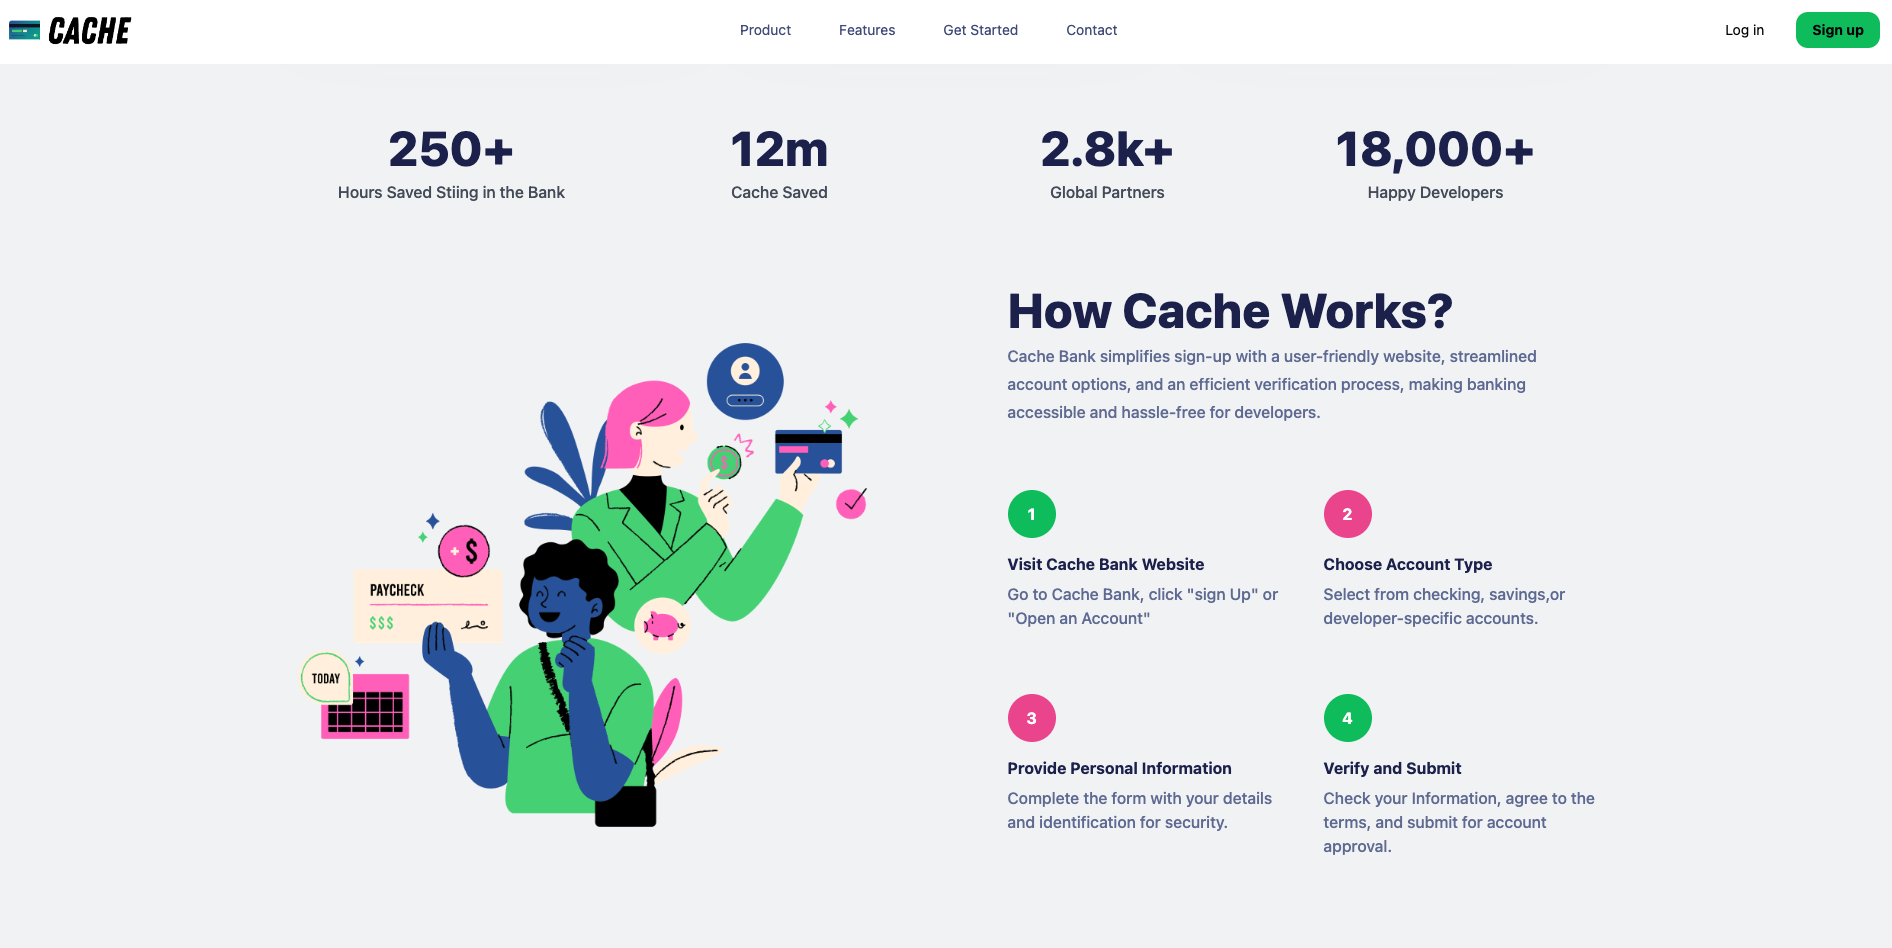 CACHE
Product
Features
Get Started
Contact
Log in
Sign up
250+
Hours Saved Stiing in the Bank
12m
Cache Saved
2.8k+
Global Partners
18,000+
Happy Developers
How Cache Works?
Cache Bank simplifies sign-up with a user-friendly website, streamlined
account options, and an efficient verification process, making banking
accessible and hassle-free for developers.
+ $
$
PAYCHECK
$$$
TODAY
1
Visit Cache Bank Website
Go to Cache Bank, click "sign Up" or
"Open an Account"
2
Choose Account Type
Select from checking, savings,or
developer-specific accounts.
3
Provide Personal Information
Complete the form with your details
and identification for security.
4
Verify and Submit
Check your Information, agree to the
terms, and submit for account
approval.